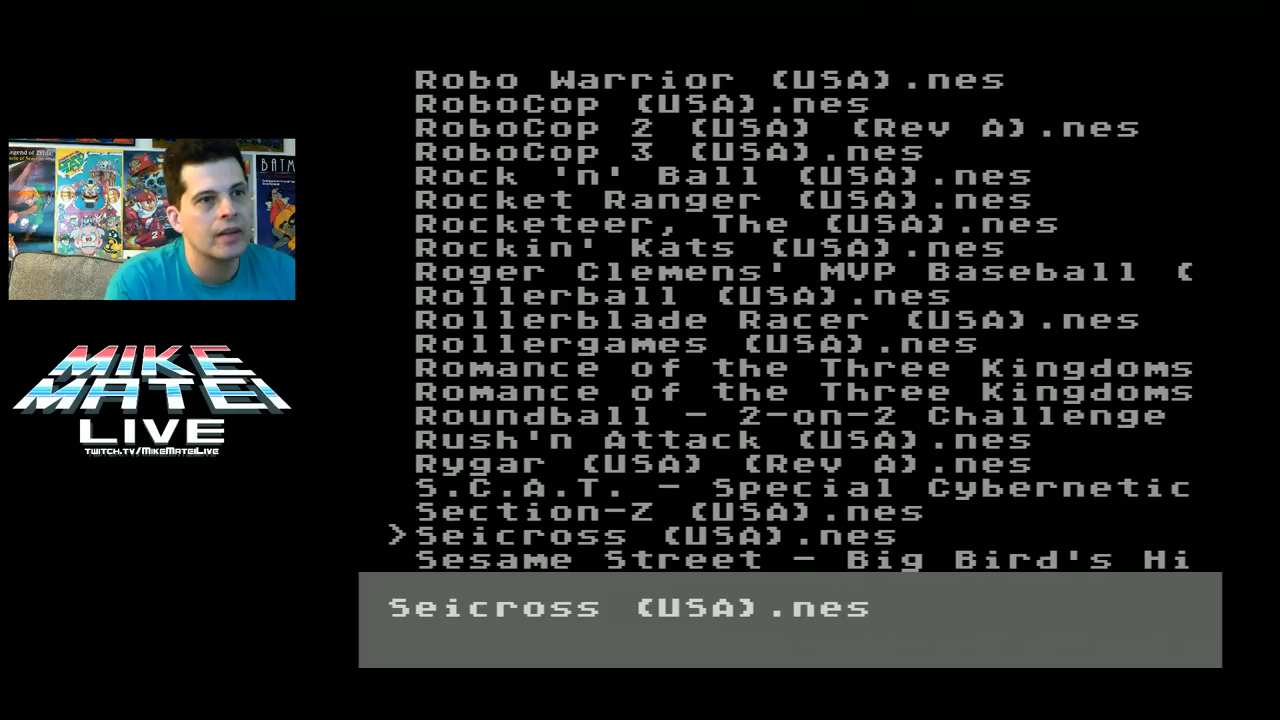 Robo Warrior (USA).nes
RoboCop (USA).nes
RoboCop 2 (USA) (Rev A).nes
RoboCop 3 (USA).nes
Rock 'n' Ball (USA).nes
Rocket Ranger (USA).nes
Rocketeer, The (USA).nes
Rockin' Kats (USA).nes
Roger Clemens' MVP Baseball (
Rollerball (USA).nes
Rollerblade Racer (USA).nes
Rollergames (USA).nes
Romance of the Three Kingdoms
Romance of the Three Kingdoms
Roundball - 2-on-2 Challenge
Rush'n Attack (USA).nes
Rygar (USA) (Rev A).nes
S.C.A.T. - Special Cybernetic
Section-Z (USA).nes
>Seicross (USA).nes
Sesame Street - Big Bird's Hi
Seicross (USA).nes
Legend of Zelda
BATM
MIKE
MATEI
LIVE
TWITCH.TV/MIKEMATEILIVE